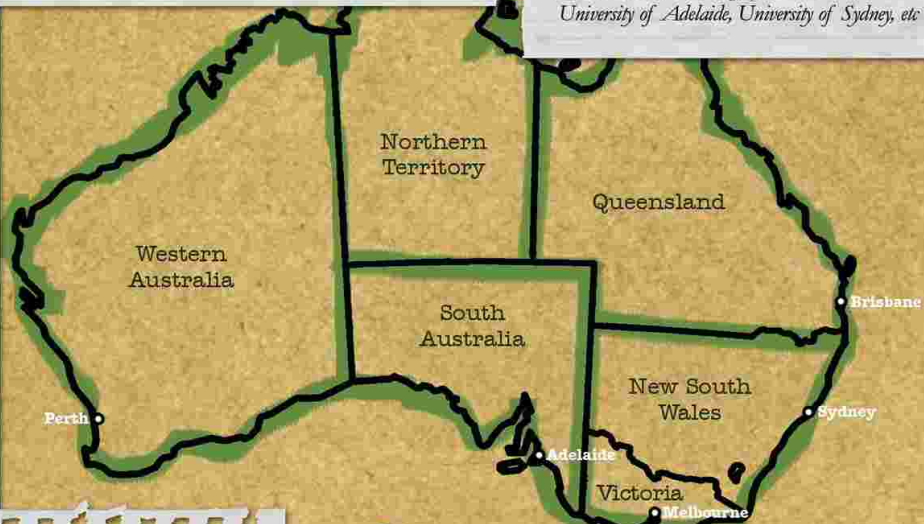 University of Adelaide, University of Sydney, etc
Northern
Territory
Queensland
Western
Australia
South
Australia
Brisbane
New South
Wales
Perth
Sydney
Adelaide
Victoria
Melbourne